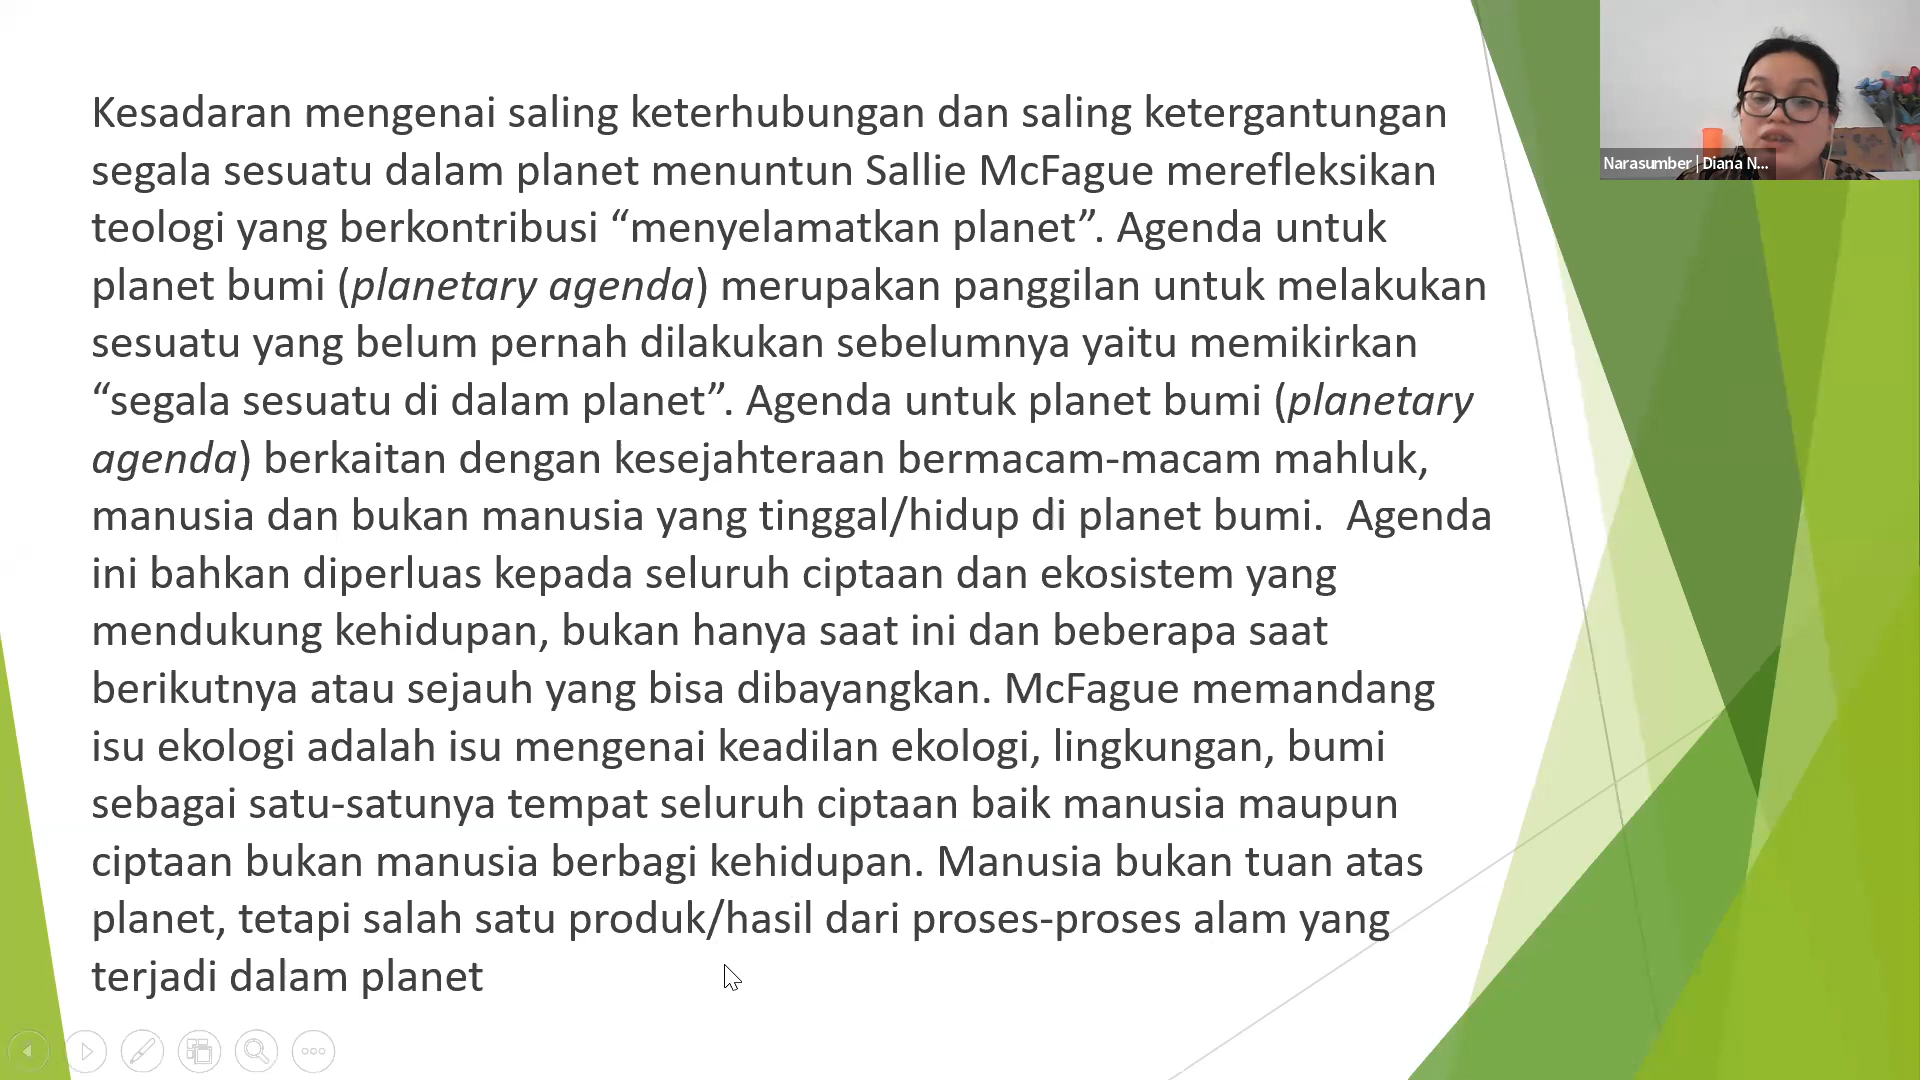 Kesadaran mengenai saling keterhubungan dan saling ketergantungan
segala sesuatu dalam planet menuntun Sallie McFague merefleksikan
teologi yang berkontribusi “menyelamatkan planet”. Agenda untuk
planet bumi (planetary agenda) merupakan panggilan untuk melakukan
sesuatu yang belum pernah dilakukan sebelumnya yaitu memikirkan
“segala sesuatu di dalam planet”. Agenda untuk planet bumi (planetary
agenda) berkaitan dengan kesejahteraan bermacam-macam mahluk,
manusia dan bukan manusia yang tinggal/hidup di planet bumi.  Agenda
ini bahkan diperluas kepada seluruh ciptaan dan ekosistem yang
mendukung kehidupan, bukan hanya saat ini dan beberapa saat
berikutnya atau sejauh yang bisa dibayangkan. McFague memandang
isu ekologi adalah isu mengenai keadilan ekologi, lingkungan, bumi
sebagai satu-satunya tempat seluruh ciptaan baik manusia maupun
ciptaan bukan manusia berbagi kehidupan. Manusia bukan tuan atas
planet, tetapi salah satu produk/hasil dari proses-proses alam yang
terjadi dalam planet
Narasumber | Diana N...